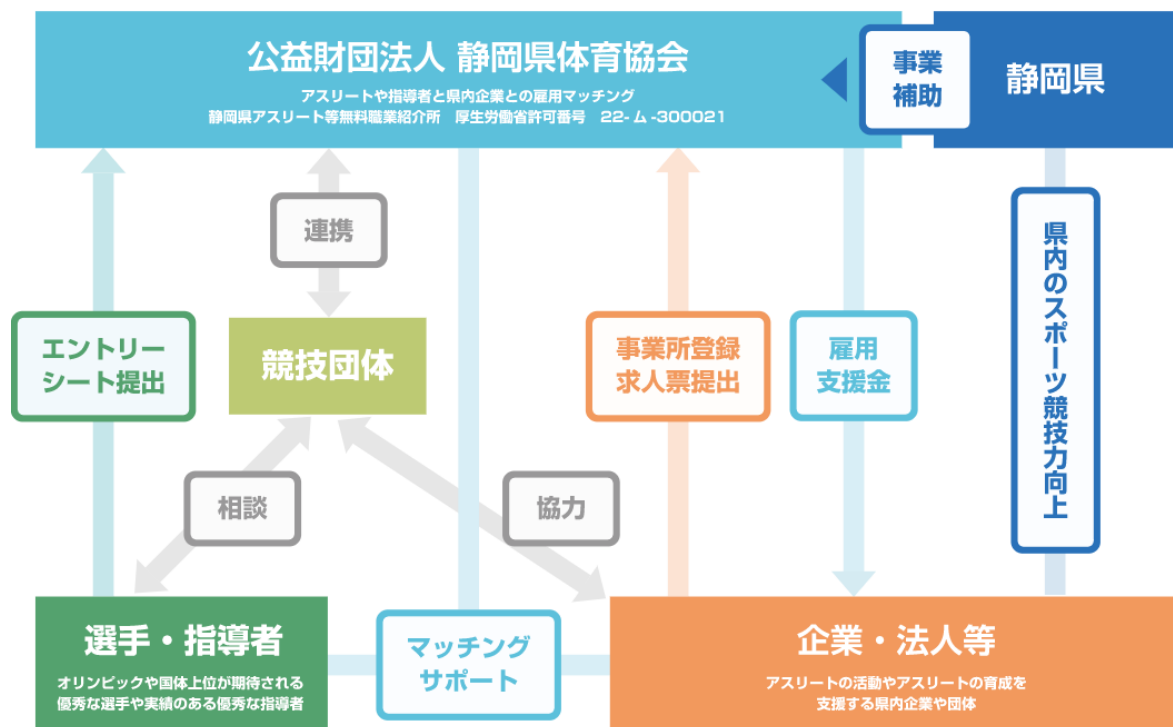 公益財団法人 静岡県体育協会
アスリートや指導者と県内企業との雇用マッチング
静岡県アスリート等無料職業紹介所　厚生労働省許可番号　22-ム-300021
事業
補助
静岡県
連携
県内のスポーツ競技力向上
エントリー
シート提出
競技団体
事業所登録
求人票提出
雇用
支援金
相談
協力
選手・指導者
オリンピックや国体上位が期待される
優秀な選手や実績のある優秀な指導者
マッチング
サポート
企業・法人等
アスリートの活動やアスリートの育成を
支援する県内企業や団体